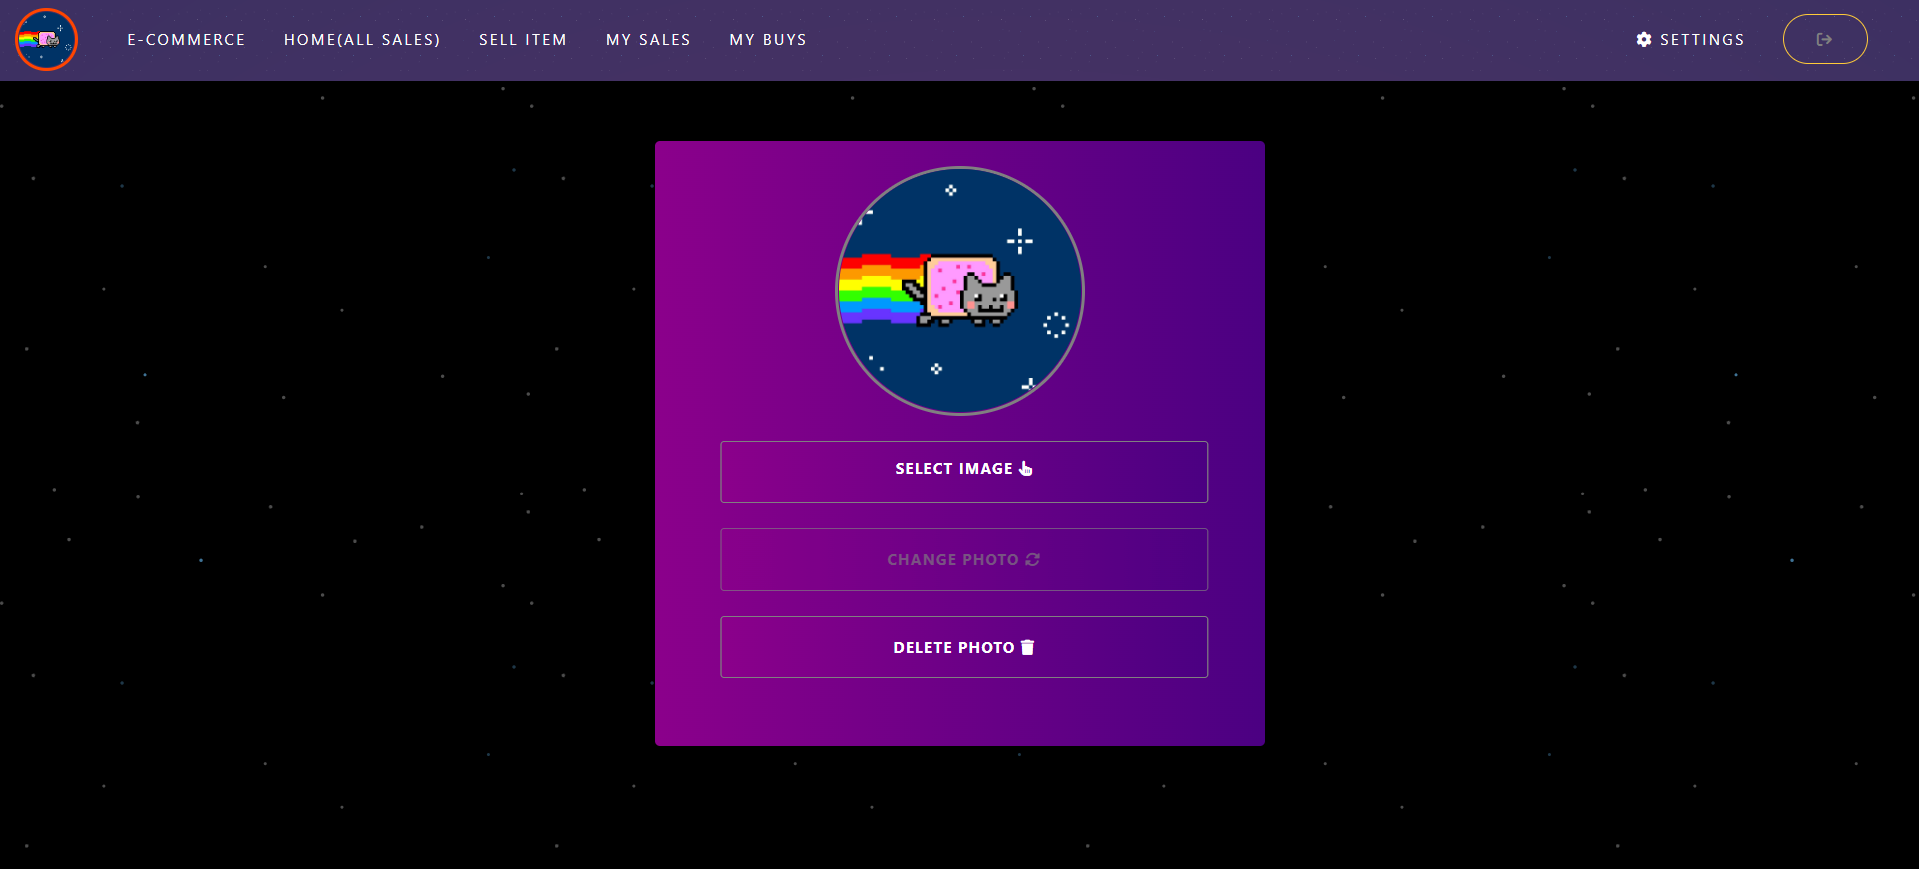 E-COMMERCE HOME(ALL SALES) SELL ITEM MY SALES MY BUYS SETTINGS
SELECT IMAGE
CHANGE PHOTO
DELETE PHOTO